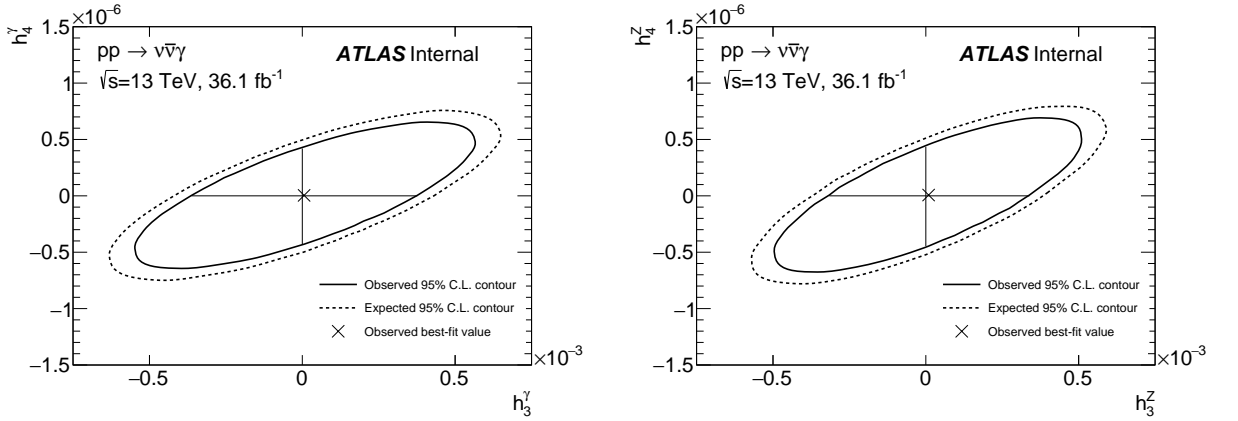 ×10⁻⁶
h₄^γ
1.5
1
0.5
0
−0.5
−1
−1.5
pp → νν̄γ
√s=13 TeV, 36.1 fb⁻¹
ATLAS Internal
Observed 95% C.L. contour
Expected 95% C.L. contour
Observed best-fit value
−0.5
0
0.5
×10⁻³
h₃^γ
×10⁻⁶
h₄^Z
1.5
1
0.5
0
−0.5
−1
−1.5
pp → νν̄γ
√s=13 TeV, 36.1 fb⁻¹
ATLAS Internal
Observed 95% C.L. contour
Expected 95% C.L. contour
Observed best-fit value
−0.5
0
0.5
×10⁻³
h₃^Z